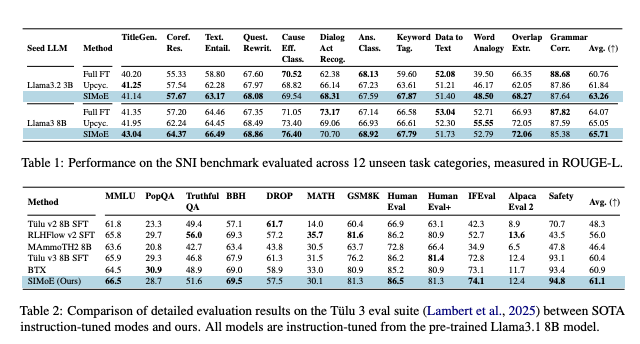 Seed LLM Method TitleGen. Coref. Res. Text. Entail. Quest. Rewrit. Cause Eff. Class. Dialog Act Recog. Ans. Class. Keyword Tag. Data to Text Word Analogy Overlap Extr. Grammar Corr. Avg. (↑)
Full FT 40.20 55.33 58.80 67.60 70.52 62.38 68.13 59.60 52.08 39.50 66.35 88.68 60.76
Llama3.2 3B Upcyc. 41.25 57.54 62.28 67.97 68.82 66.14 67.23 63.61 51.21 46.17 62.05 87.86 61.84
SIMoE 41.14 57.67 63.17 68.08 69.54 68.31 67.59 67.87 51.40 48.50 68.27 87.64 63.26
Full FT 41.35 57.20 64.46 67.35 71.05 73.17 67.14 66.58 53.04 52.71 66.93 87.82 64.07
Llama3 8B Upcyc. 41.95 62.24 64.45 68.49 73.40 69.06 66.93 66.61 52.30 55.55 72.05 87.59 65.05
SIMoE 43.04 64.37 66.49 68.86 76.40 70.70 68.92 67.79 51.73 52.79 72.06 85.38 65.71
Table 1: Performance on the SNI benchmark evaluated across 12 unseen task categories, measured in ROUGE-L.
Method MMLU PopQA Truthful QA BBH DROP MATH GSM8K Human Eval Human Eval+ IFEval Alpaca Eval 2 Safety Avg. (↑)
Tülu v2 8B SFT 61.8 23.3 49.4 57.1 61.7 14.0 60.4 66.9 63.1 42.3 8.9 70.7 48.3
RLHFlow v2 SFT 65.8 29.7 56.0 69.3 57.2 35.7 81.6 86.2 80.9 52.7 13.6 43.5 56.0
MAmmoTH2 8B 63.6 20.8 42.7 63.4 43.8 30.5 63.7 72.8 66.4 34.9 6.5 47.8 46.4
Tülu v3 8B SFT 65.9 29.3 46.8 67.9 61.3 31.5 76.2 86.2 81.4 72.8 12.4 93.1 60.4
BTX 64.5 30.9 48.9 69.0 58.9 33.0 80.9 85.2 80.9 73.1 11.7 93.4 60.9
SIMoE (Ours) 66.5 28.7 51.6 69.5 57.5 30.1 81.3 86.5 81.3 74.1 12.4 94.8 61.1
Table 2: Comparison of detailed evaluation results on the Tülu 3 eval suite (Lambert et al., 2025) between SOTA
instruction-tuned modes and ours. All models are instruction-tuned from the pre-trained Llama3.1 8B model.